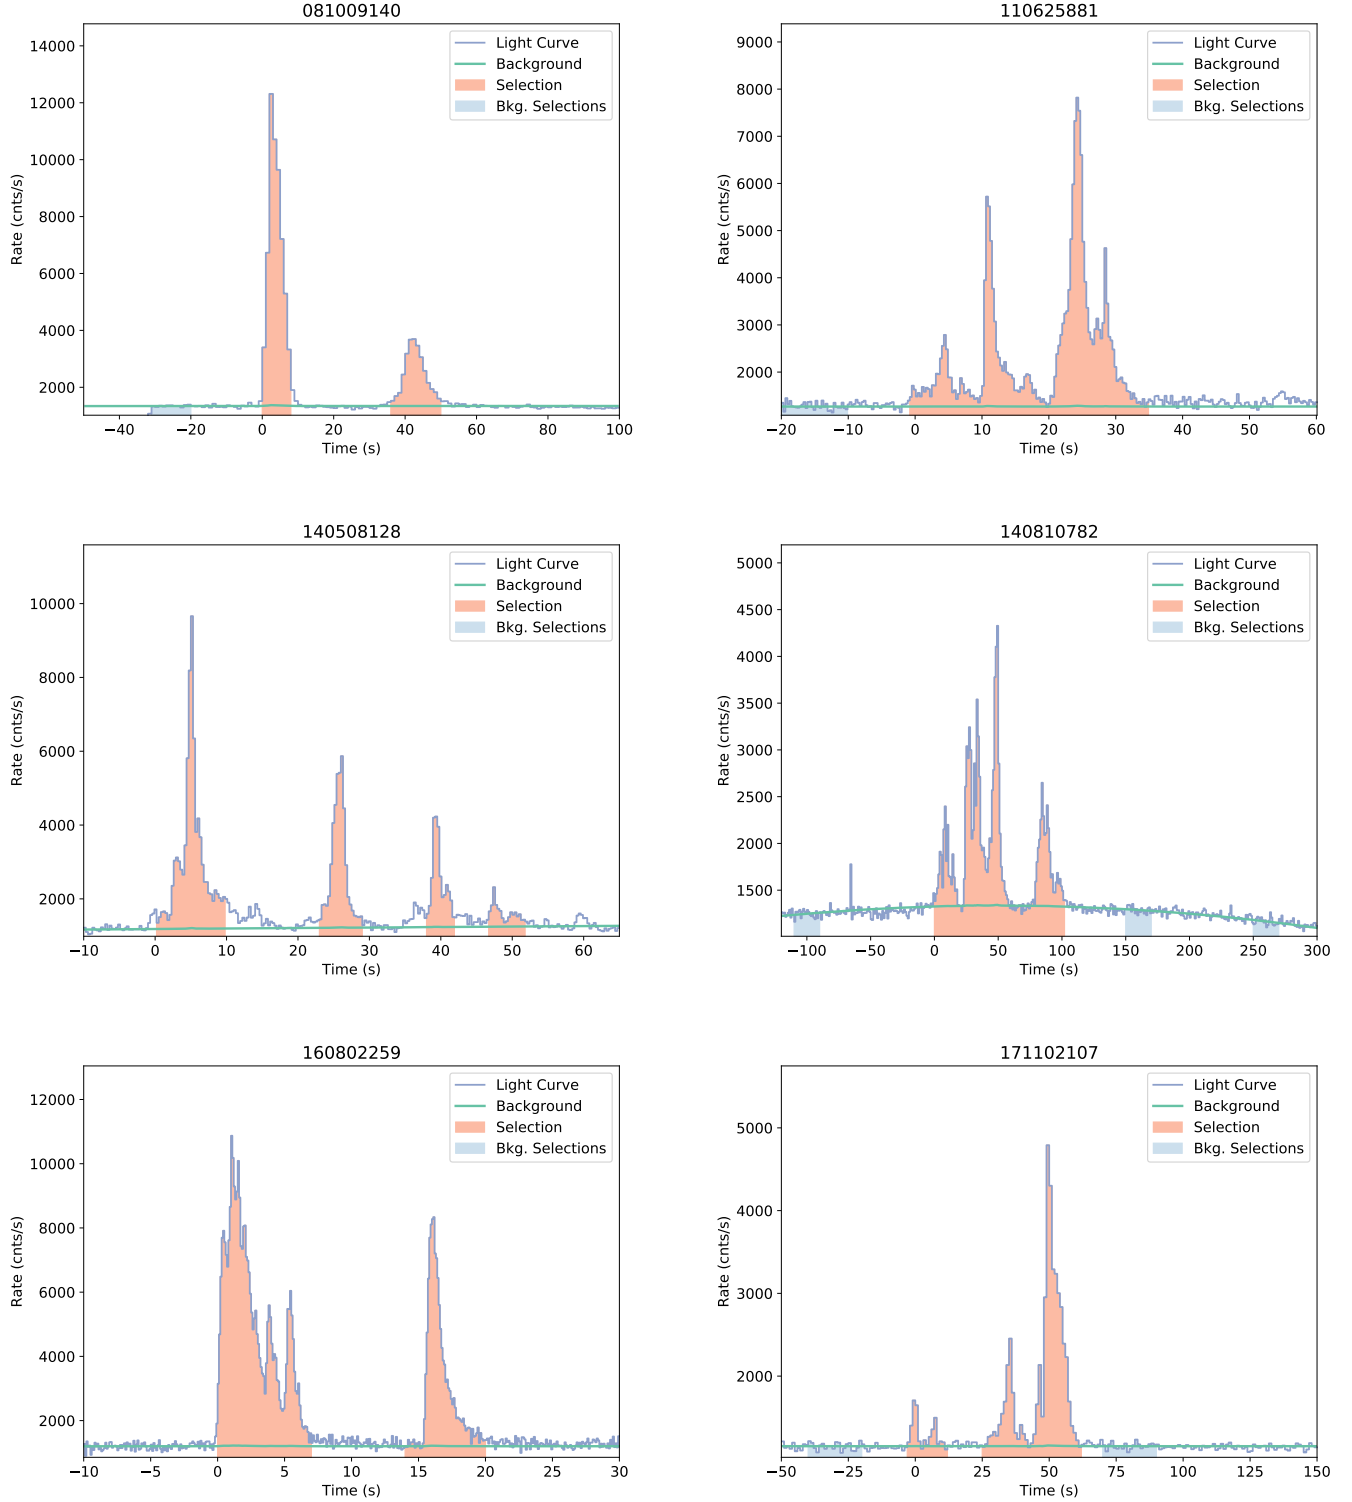 081009140
14000
12000
10000
8000
6000
4000
2000
Rate (cnts/s)
Light Curve
Background
Selection
Bkg. Selections
−40 −20 0 20 40 60 80 100
Time (s)
110625881
9000
8000
7000
6000
5000
4000
3000
2000
Rate (cnts/s)
Light Curve
Background
Selection
Bkg. Selections
−20 −10 0 10 20 30 40 50 60
Time (s)
140508128
10000
8000
6000
4000
2000
Rate (cnts/s)
Light Curve
Background
Selection
Bkg. Selections
−10 0 10 20 30 40 50 60
Time (s)
140810782
5000
4500
4000
3500
3000
2500
2000
1500
Rate (cnts/s)
Light Curve
Background
Selection
Bkg. Selections
−100 −50 0 50 100 150 200 250 300
Time (s)
160802259
12000
10000
8000
6000
4000
2000
Rate (cnts/s)
Light Curve
Background
Selection
Bkg. Selections
−10 −5 0 5 10 15 20 25 30
Time (s)
171102107
5000
4000
3000
2000
Rate (cnts/s)
Light Curve
Background
Selection
Bkg. Selections
−50 −25 0 25 50 75 100 125 150
Time (s)